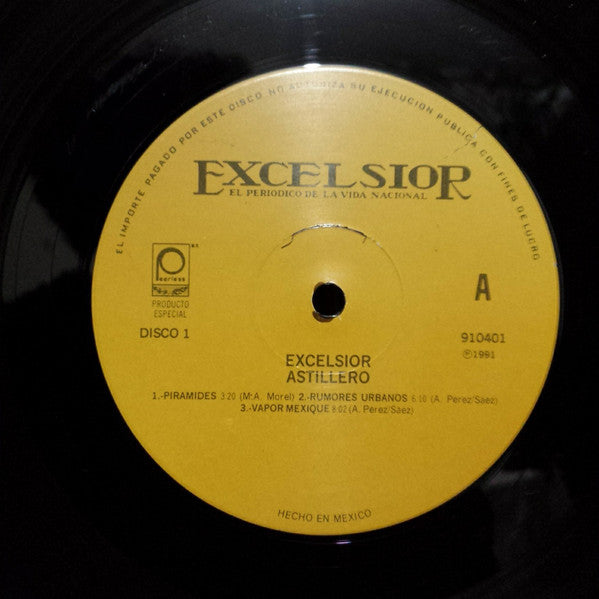 EL IMPORTE PAGADO POR ESTE DISCO NO AUTORIZA SU EJECUCION PUBLICA CON FINES DE LUCRO
EXCELSIOR
EL PERIODICO DE LA VIDA NACIONAL
M.R.
P
Peerless
PRODUCTO
ESPECIAL
DISCO 1
A
910401
℗1991
EXCELSIOR
ASTILLERO
1.-PIRAMIDES 3:20 (M.A. Morel) 2.-RUMORES URBANOS 6:10 (A. Perez/Saez)
3.-VAPOR MEXIQUE 8:02 (A. Perez/Saez)
HECHO EN MEXICO